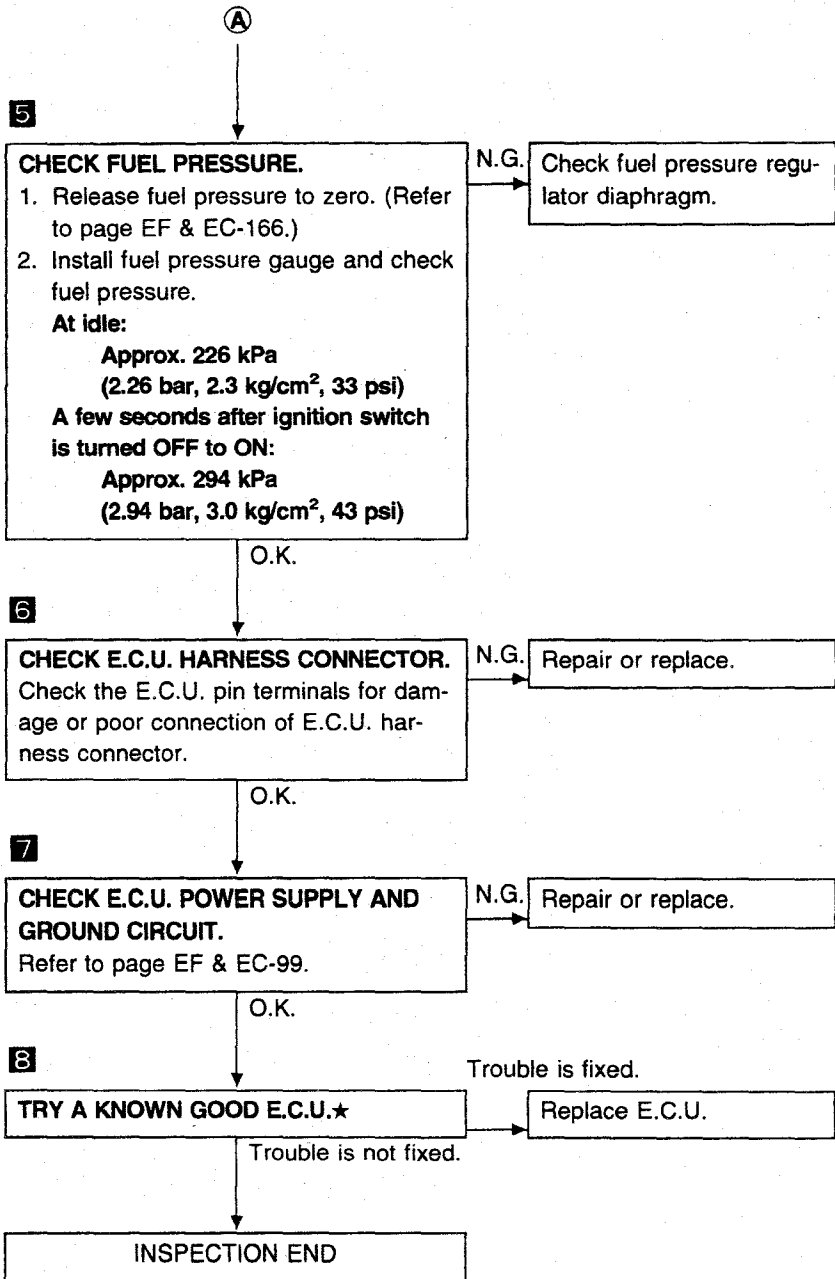 A
5
CHECK FUEL PRESSURE.
1. Release fuel pressure to zero. (Refer
to page EF & EC-166.)
2. Install fuel pressure gauge and check
fuel pressure.
At idle:
Approx. 226 kPa
(2.26 bar, 2.3 kg/cm², 33 psi)
A few seconds after ignition switch
is turned OFF to ON:
Approx. 294 kPa
(2.94 bar, 3.0 kg/cm², 43 psi)
N.G.
Check fuel pressure regu-
lator diaphragm.
O.K.
6
CHECK E.C.U. HARNESS CONNECTOR.
Check the E.C.U. pin terminals for dam-
age or poor connection of E.C.U. har-
ness connector.
N.G.
Repair or replace.
O.K.
7
CHECK E.C.U. POWER SUPPLY AND
GROUND CIRCUIT.
Refer to page EF & EC-99.
N.G.
Repair or replace.
O.K.
8
TRY A KNOWN GOOD E.C.U.★
Trouble is fixed.
Replace E.C.U.
Trouble is not fixed.
INSPECTION END